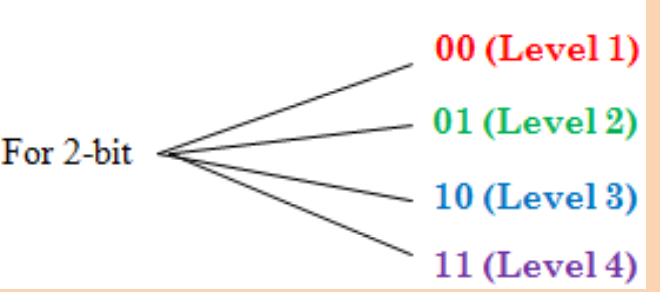 00 (Level 1)
01 (Level 2)
For 2-bit
10 (Level 3)
11 (Level 4)